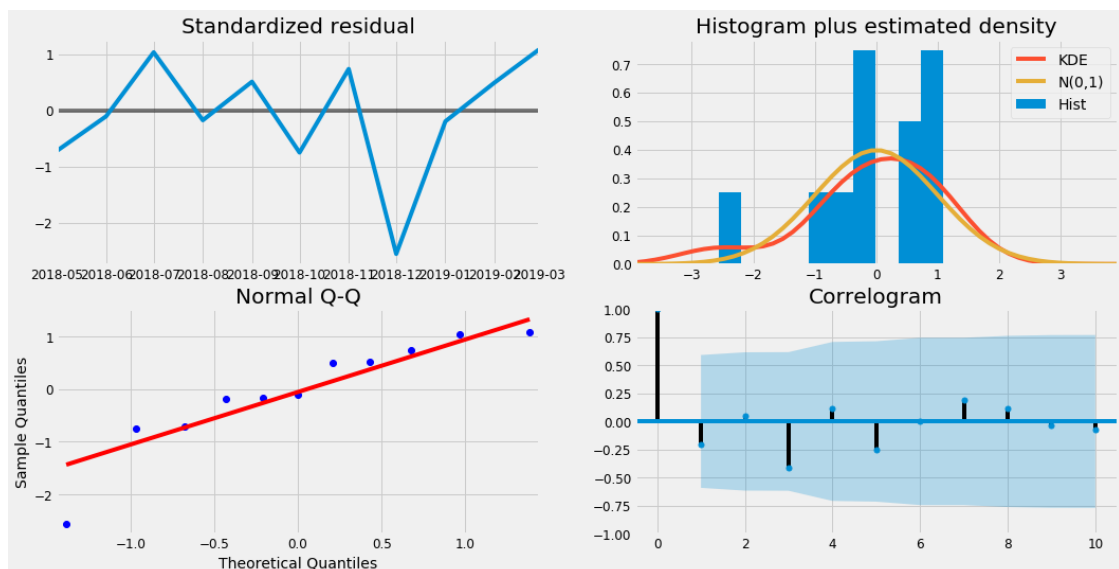 Standardized residual
1
0
−1
−2
2018-05 2018-06 2018-07 2018-08 2018-09 2018-10 2018-11 2018-12 2019-01 2019-02 2019-03
Histogram plus estimated density
KDE
N(0,1)
Hist
0.7
0.6
0.5
0.4
0.3
0.2
0.1
0.0
−3 −2 −1 0 1 2 3
Normal Q-Q
Sample Quantiles
1
0
−1
−2
−1.0 −0.5 0.0 0.5 1.0
Theoretical Quantiles
Correlogram
1.00
0.75
0.50
0.25
0.00
−0.25
−0.50
−0.75
−1.00
0 2 4 6 8 10